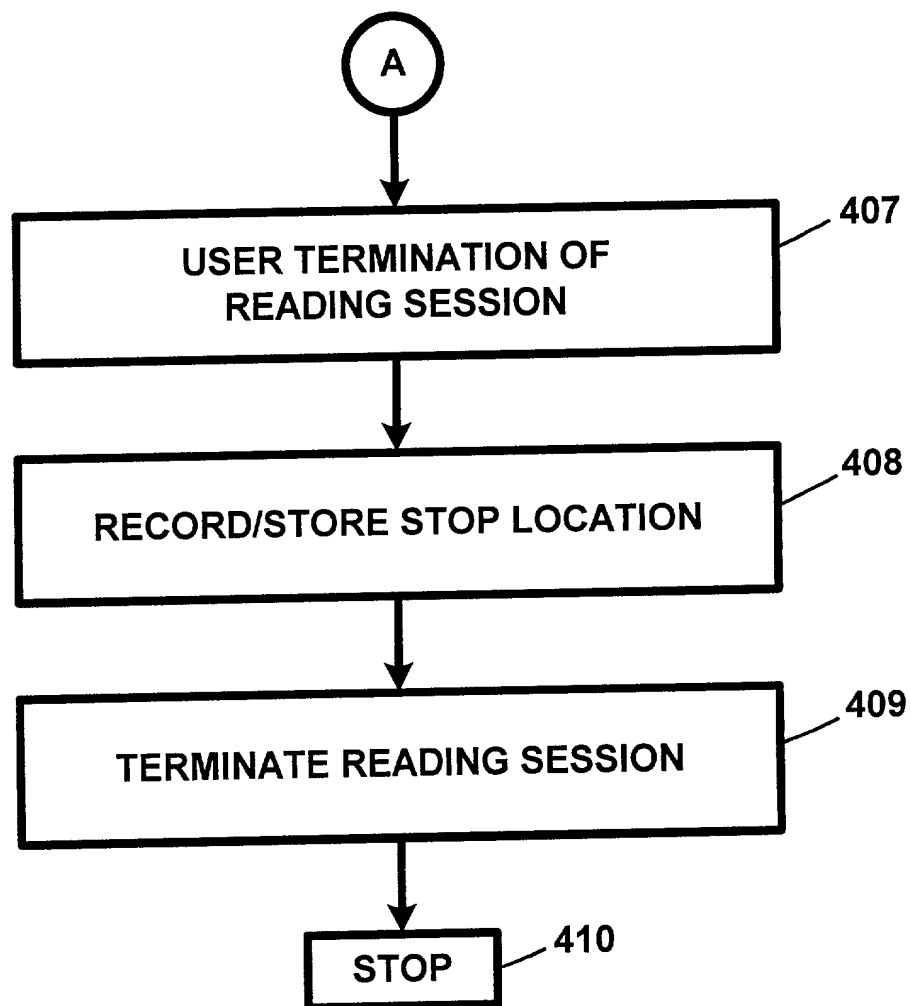 A
407
USER TERMINATION OF
READING SESSION
408
RECORD/STORE STOP LOCATION
409
TERMINATE READING SESSION
410
STOP